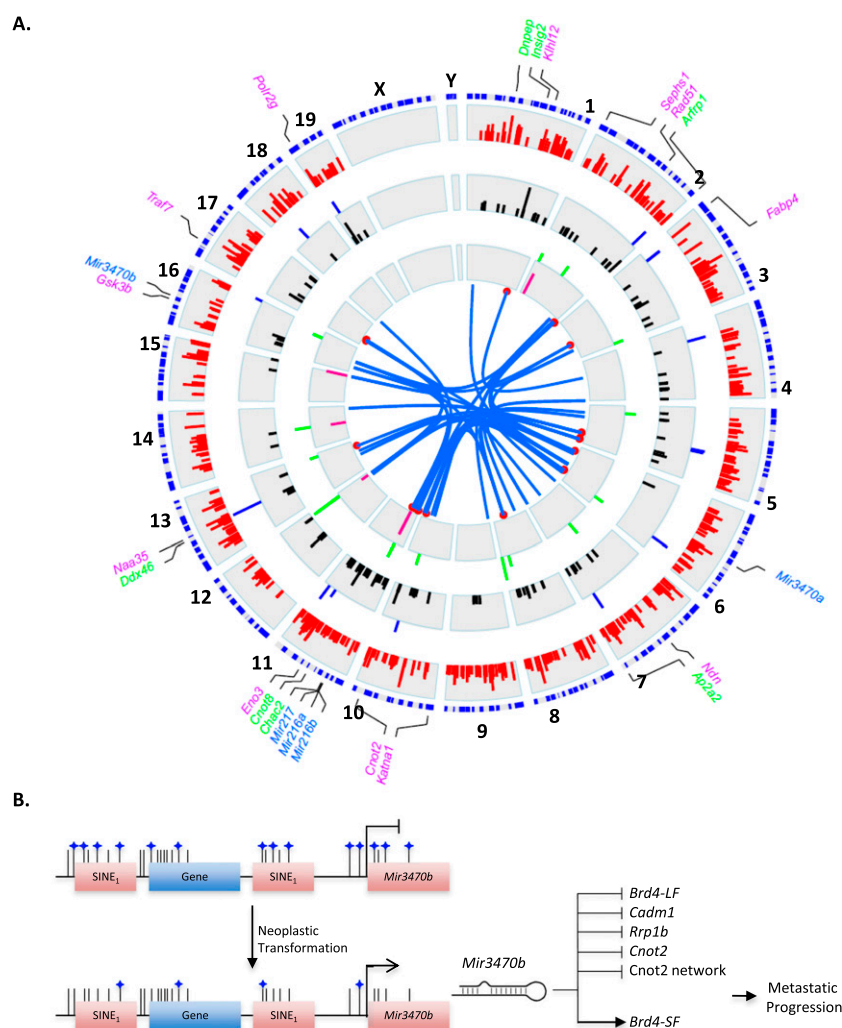 A.
Dnpep
Insig2
Klhl12
Sephs1
Rad51
Arfrp1
Fabp4
Polr2g
Traf7
Mir3470b
Gsk3b
Naa35
Ddx46
Eno3
Cnot6
Chac2
Mir217
Mir216a
Mir216b
Cnot2
Katna1
Ndn
Ap2a2
Mir3470a
X
Y
1
2
3
4
5
6
7
8
9
10
11
12
13
14
15
16
17
18
19
B.
SINE1
Gene
SINE1
Mir3470b
Neoplastic
Transformation
SINE1
Gene
SINE1
Mir3470b
Mir3470b
Brd4-LF
Cadm1
Rrp1b
Cnot2
Cnot2 network
Brd4-SF
Metastatic
Progression